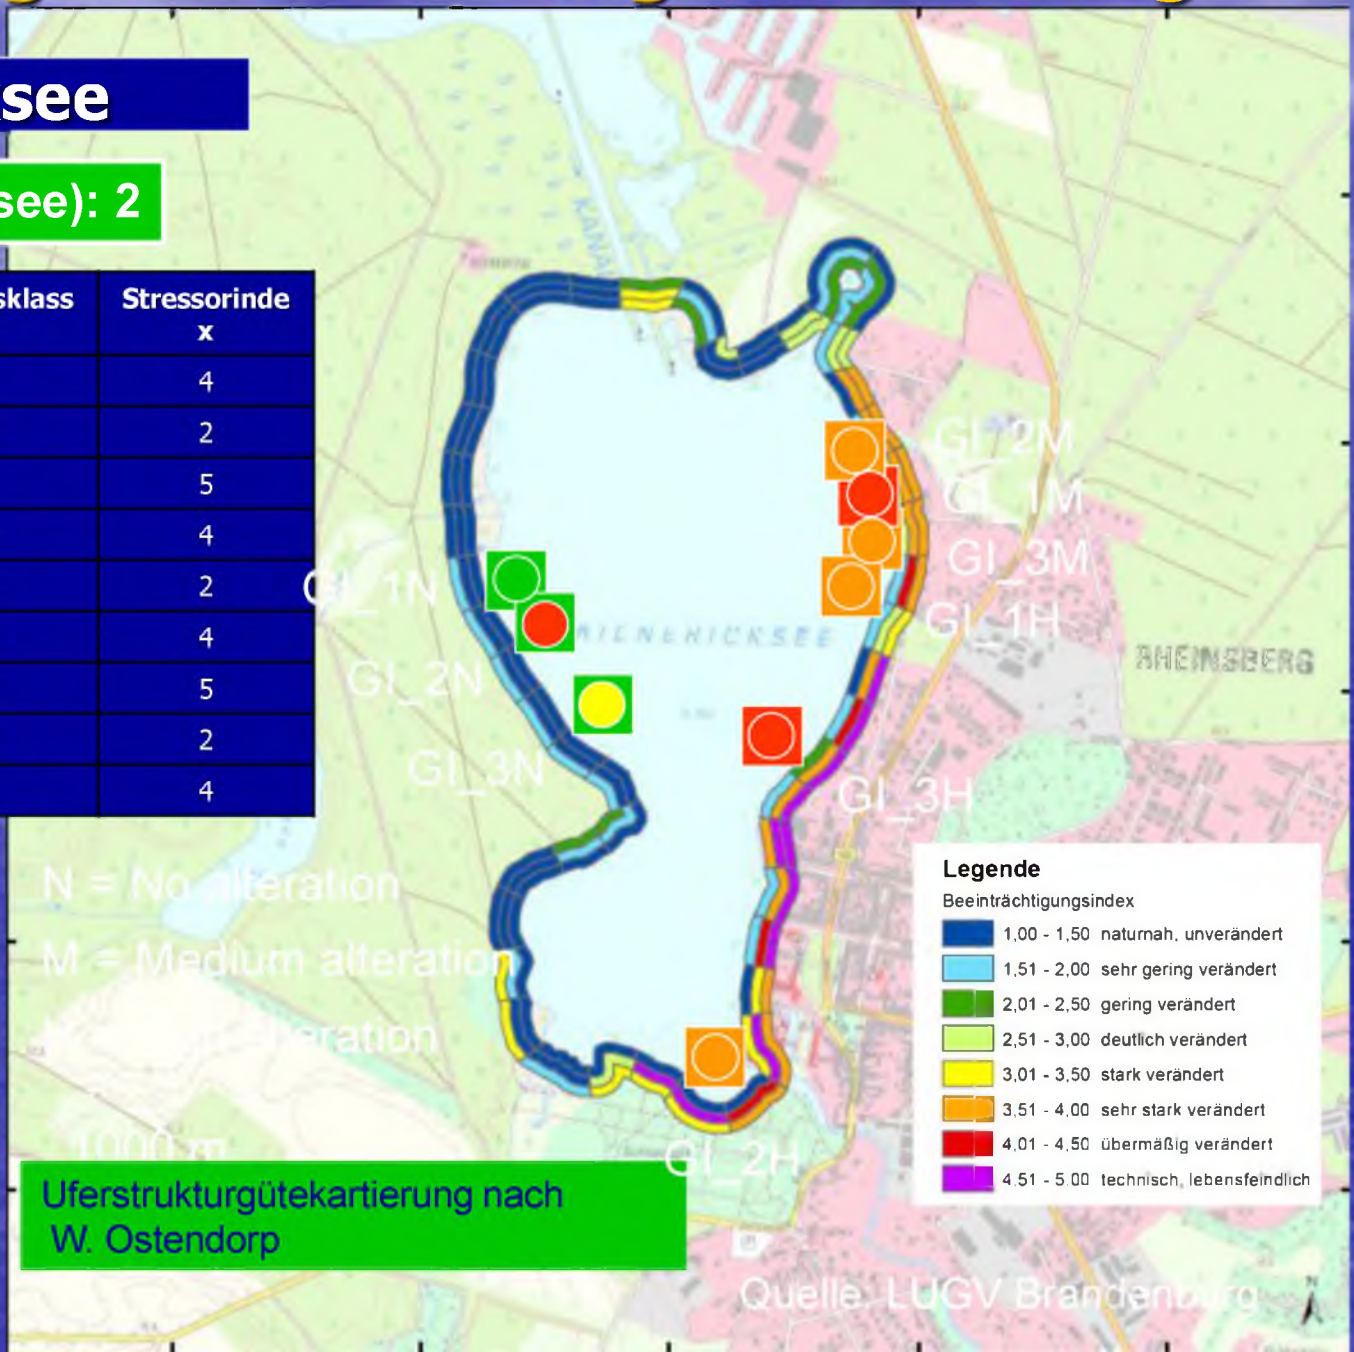 see
see): 2
sklass
Stressorinde
x
4
2
5
4
2
4
5
2
4
KANAL
GI_2M
GI_1M
GI_3M
GI_1H
GI_1N
GI_2N
GI_3N
GI_3H
GI_2H
RIENERICKSEE
RHEINSBERG
N = No alteration
M = Medium alteration
1000 m
Uferstrukturgütekartierung nach
W. Ostendorp
Legende
Beeinträchtigungsindex
1,00 - 1,50 naturnah, unverändert
1,51 - 2,00 sehr gering verändert
2,01 - 2,50 gering verändert
2,51 - 3,00 deutlich verändert
3,01 - 3,50 stark verändert
3,51 - 4,00 sehr stark verändert
4,01 - 4,50 übermäßig verändert
4,51 - 5,00 technisch, lebensfeindlich
Quelle: LUGV Brandenburg
N